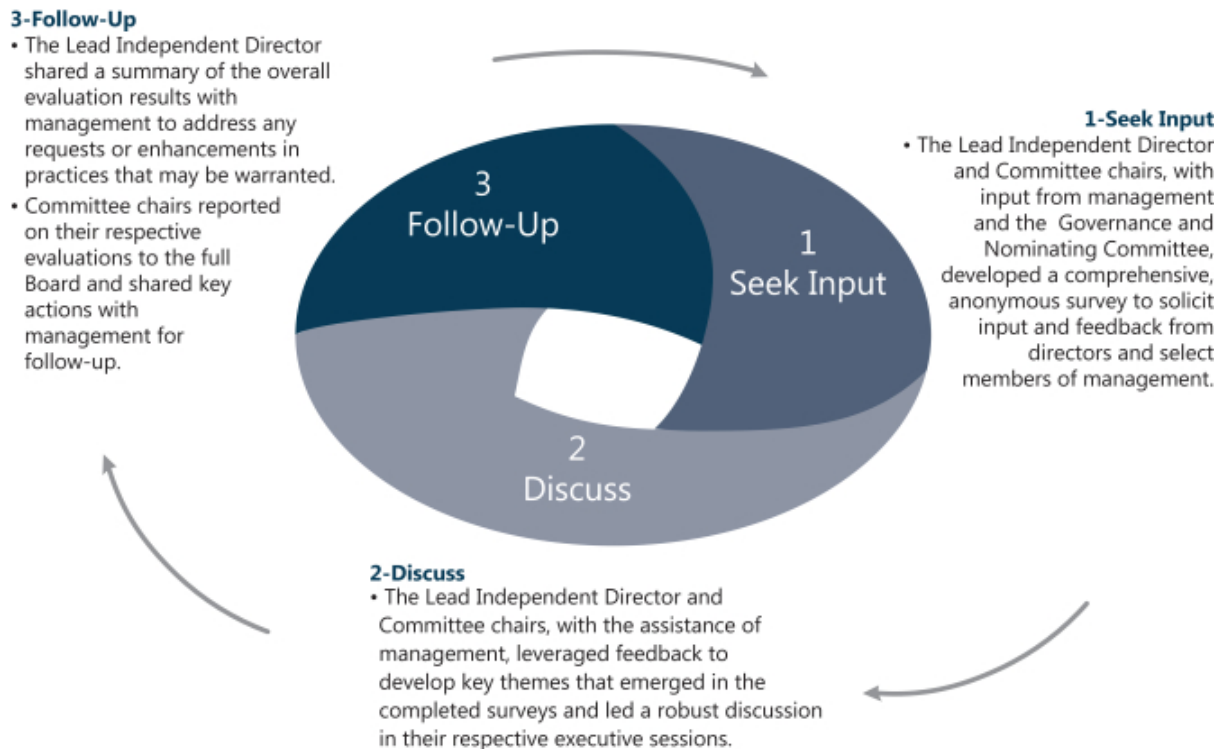 3-Follow-Up
• The Lead Independent Director
shared a summary of the overall
evaluation results with
management to address any
requests or enhancements in
practices that may be warranted.
• Committee chairs reported
on their respective
evaluations to the full
Board and shared key
actions with
management for
follow-up.
1-Seek Input
• The Lead Independent Director
and Committee chairs, with
input from management
and the Governance and
Nominating Committee,
developed a comprehensive,
anonymous survey to solicit
input and feedback from
directors and select
members of management.
3
Follow-Up
1
Seek Input
2
Discuss
2-Discuss
• The Lead Independent Director and
Committee chairs, with the assistance of
management, leveraged feedback to
develop key themes that emerged in the
completed surveys and led a robust discussion
in their respective executive sessions.